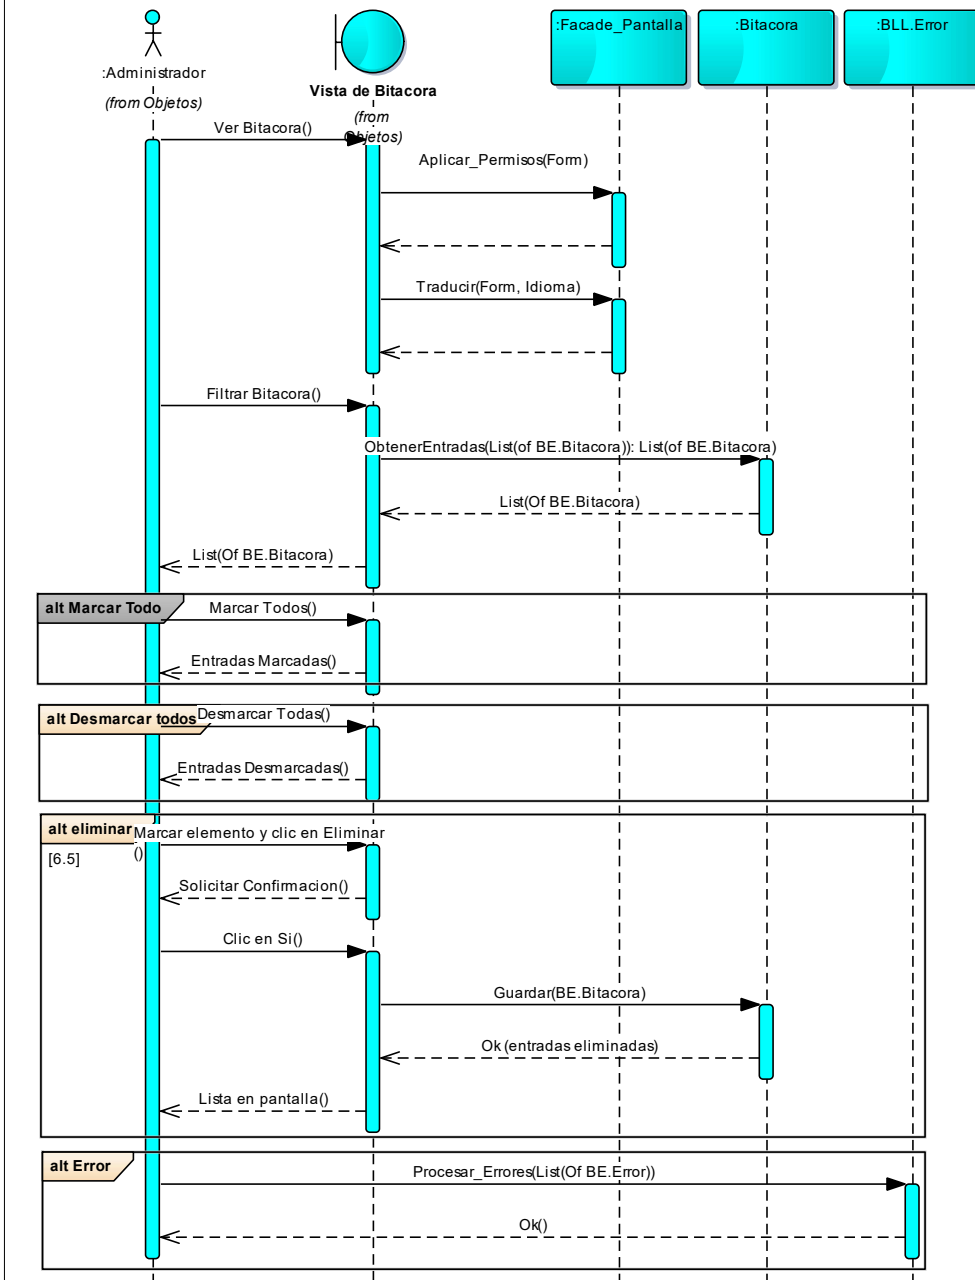 :Facade_Pantalla
:Bitacora
:BLL.Error
:Administrador
(from Objetos)
Vista de Bitacora
(from
Objetos)
Ver Bitacora()
Aplicar_Permisos(Form)
Traducir(Form, Idioma)
Filtrar Bitacora()
ObtenerEntradas(List(of BE.Bitacora)): List(of BE.Bitacora)
List(Of BE.Bitacora)
List(Of BE.Bitacora)
alt Marcar Todo
Marcar Todos()
Entradas Marcadas()
alt Desmarcar todos
Desmarcar Todas()
Entradas Desmarcadas()
alt eliminar
Marcar elemento y clic en Eliminar
()
[6.5]
Solicitar Confirmacion()
Clic en Si()
Guardar(BE.Bitacora)
Ok (entradas eliminadas)
Lista en pantalla()
alt Error
Procesar_Errores(List(Of BE.Error))
Ok()